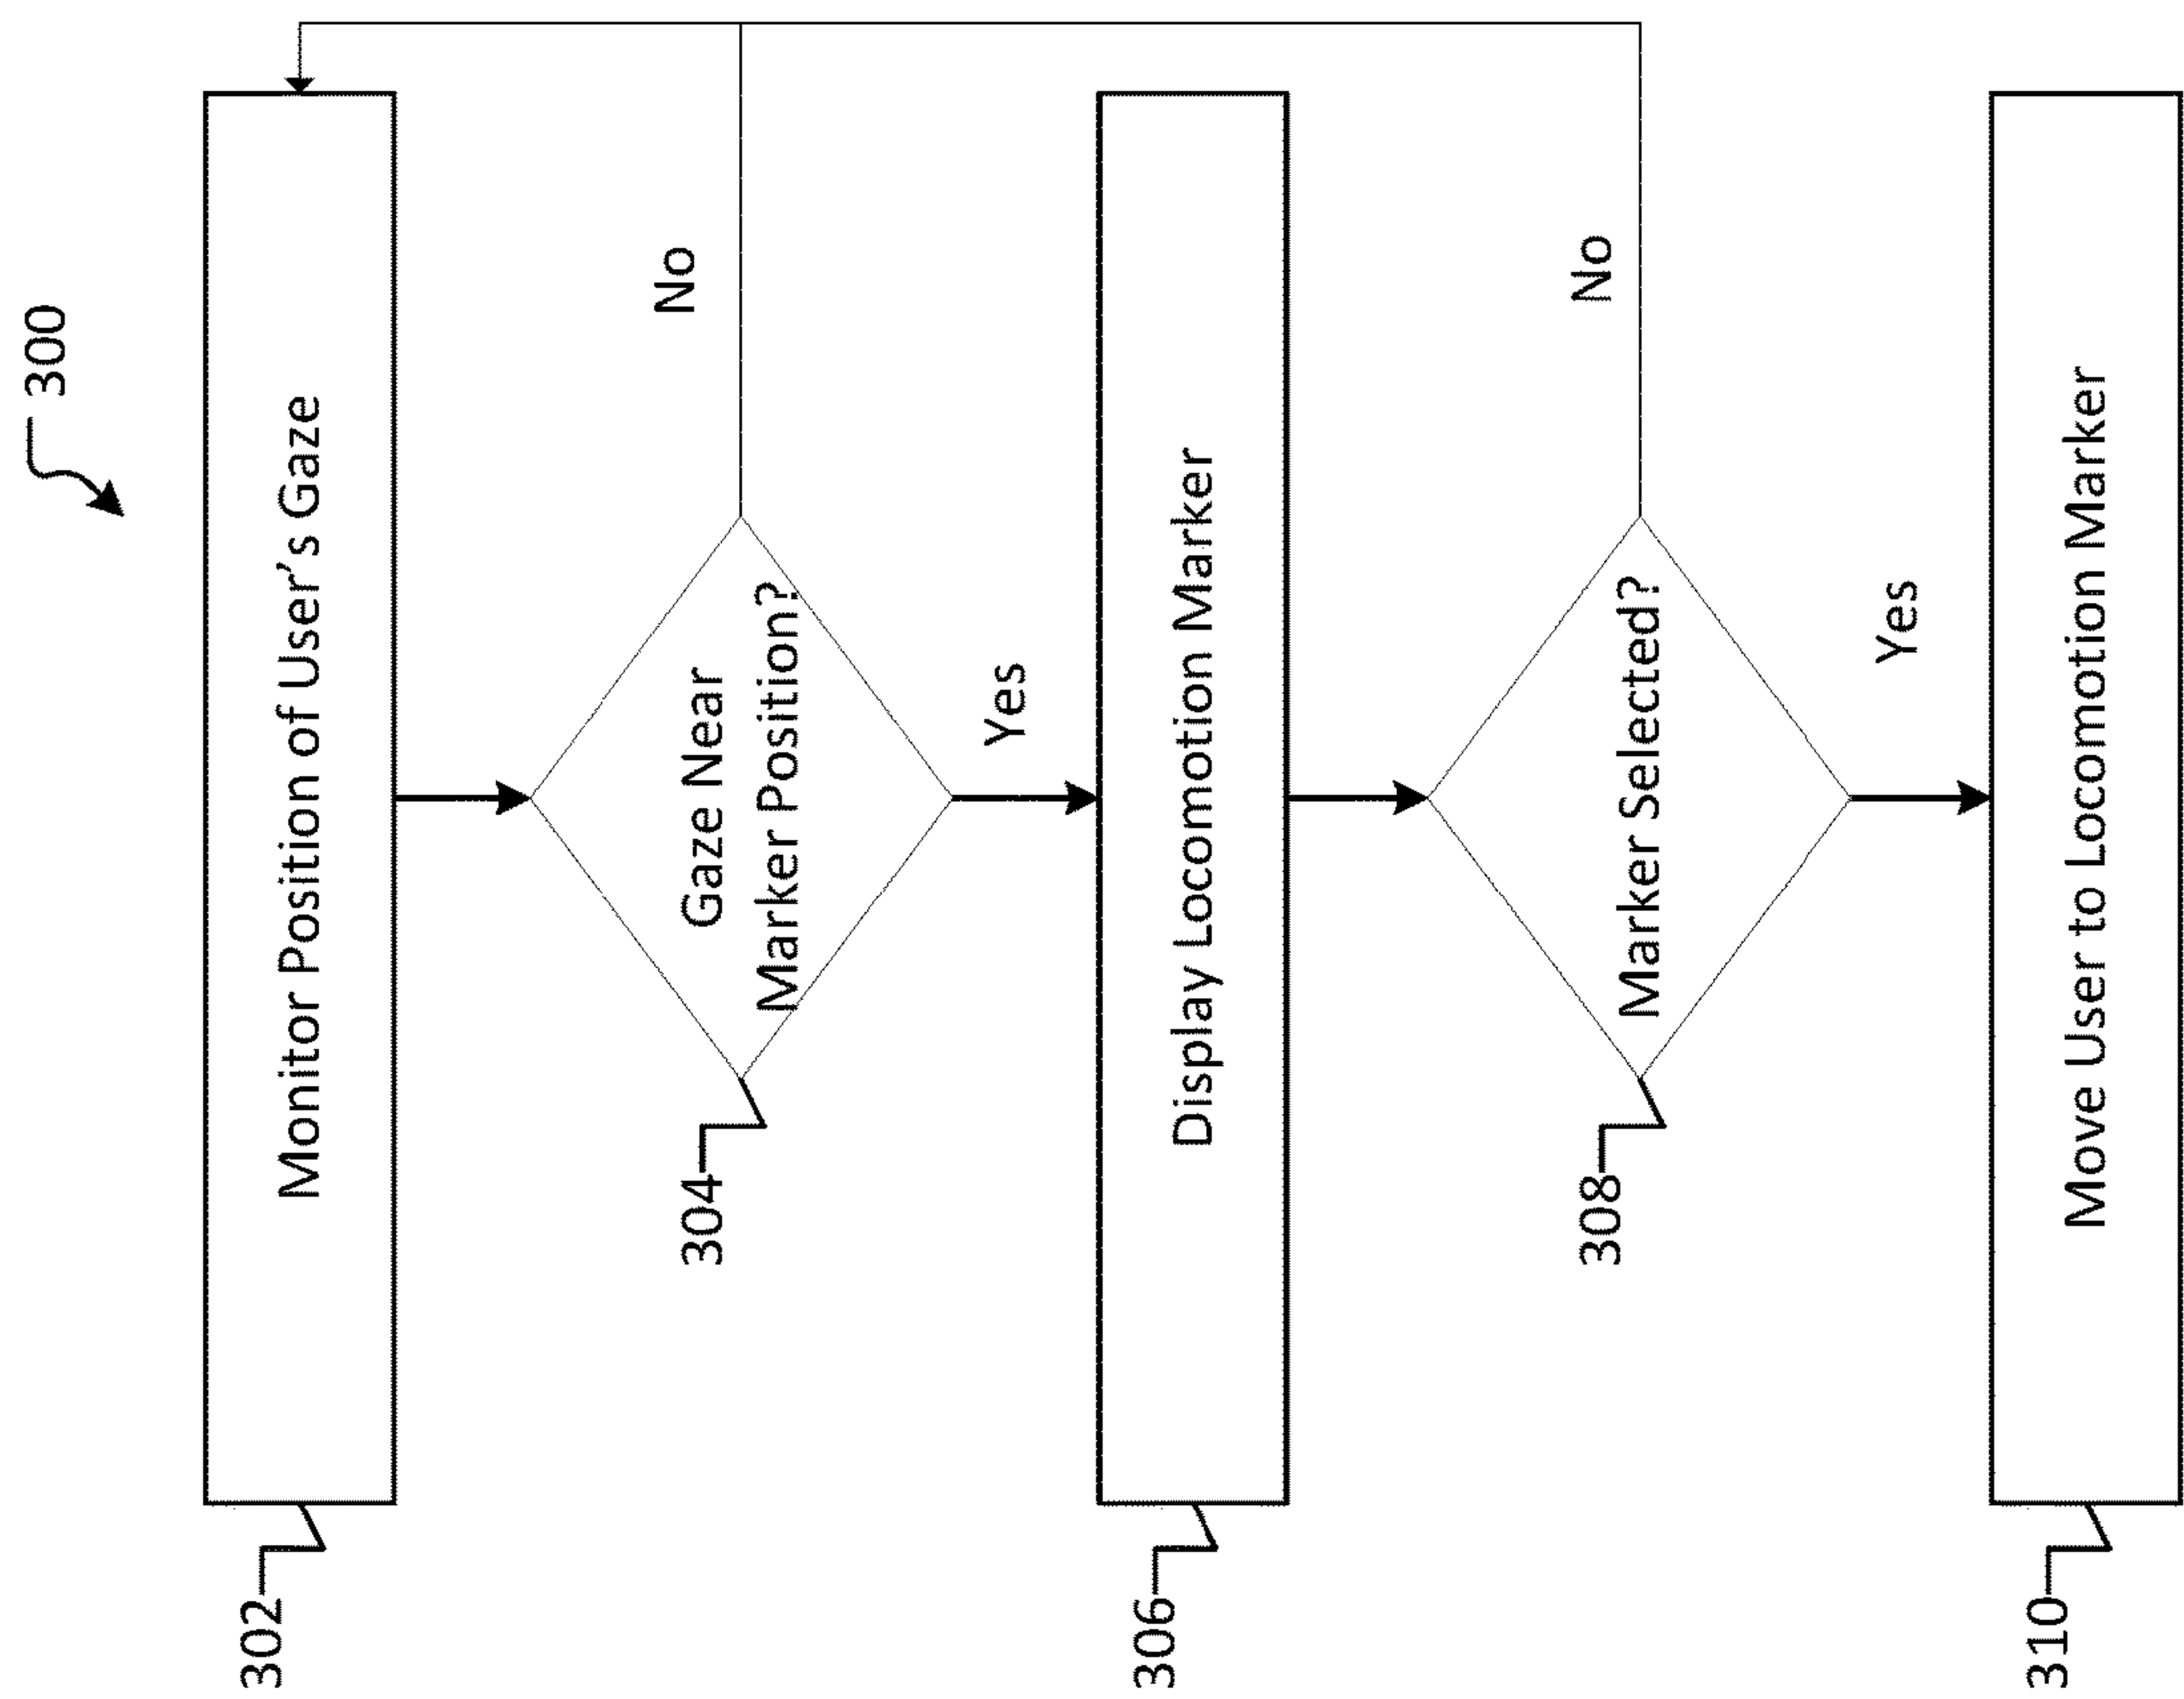 300
302
Monitor Position of User's Gaze
304
Gaze Near
Marker Position?
No
Yes
306
Display Locomotion Marker
308
Marker Selected?
No
Yes
310
Move User to Locomotion Marker